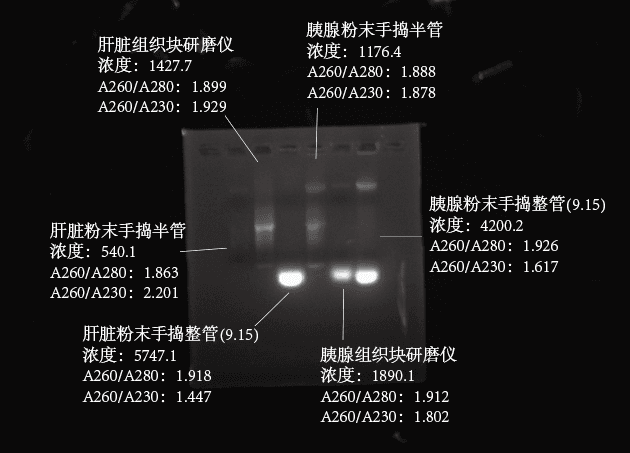 肝脏组织块研磨仪
浓度：1427.7
A260/A280：1.899
A260/A230：1.929
胰腺粉末手捣半管
浓度：1176.4
A260/A280：1.888
A260/A230：1.878
肝脏粉末手捣半管
浓度：540.1
A260/A280：1.863
A260/A230：2.201
胰腺粉末手捣整管(9.15)
浓度：4200.2
A260/A280：1.926
A260/A230：1.617
肝脏粉末手捣整管(9.15)
浓度：5747.1
A260/A280：1.918
A260/A230：1.447
胰腺组织块研磨仪
浓度：1890.1
A260/A280：1.912
A260/A230：1.802